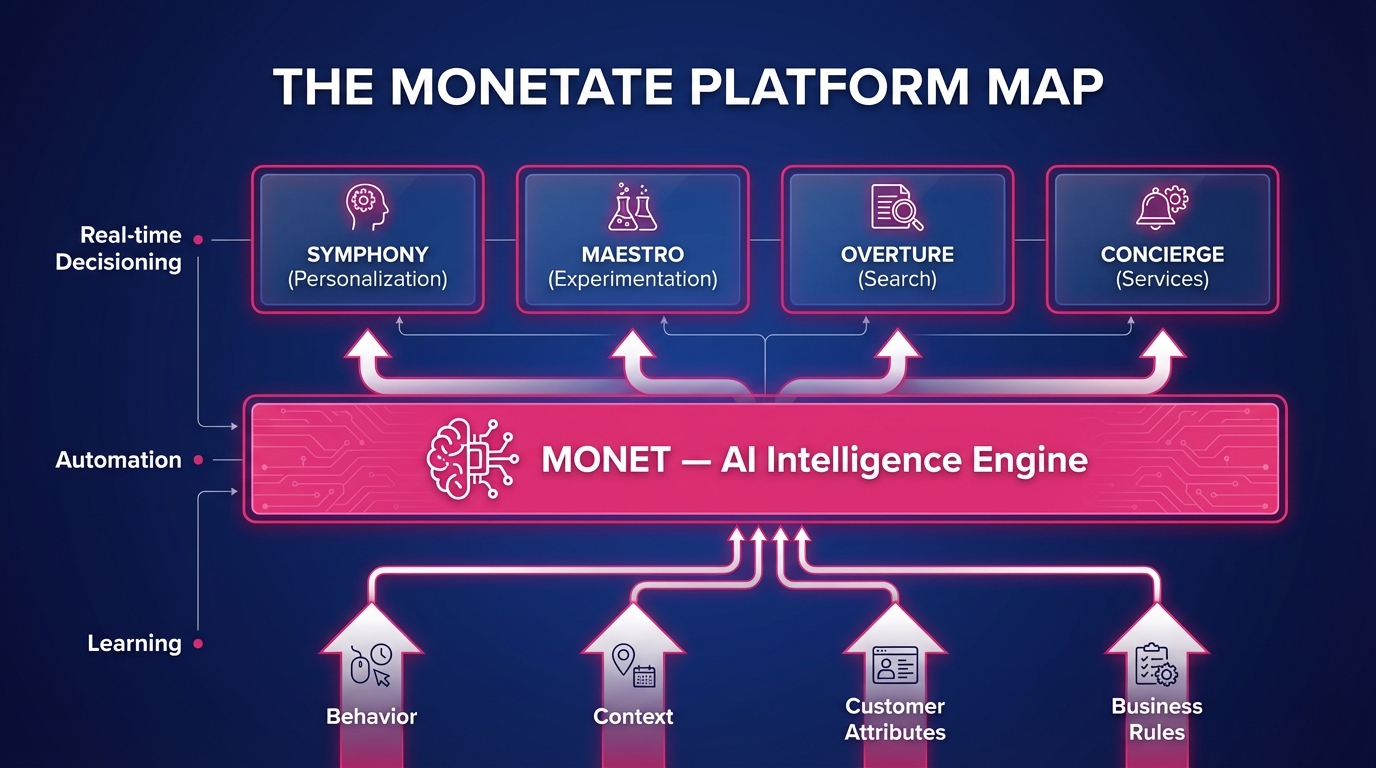 THE MONETATE PLATFORM MAP
SYMPHONY
(Personalization)
MAESTRO
(Experimentation)
OVERTURE
(Search)
CONCIERGE
(Services)
Real-time
Decisioning
Automation
MONET — AI Intelligence Engine
Learning
Behavior
Context
Customer
Attributes
Business
Rules